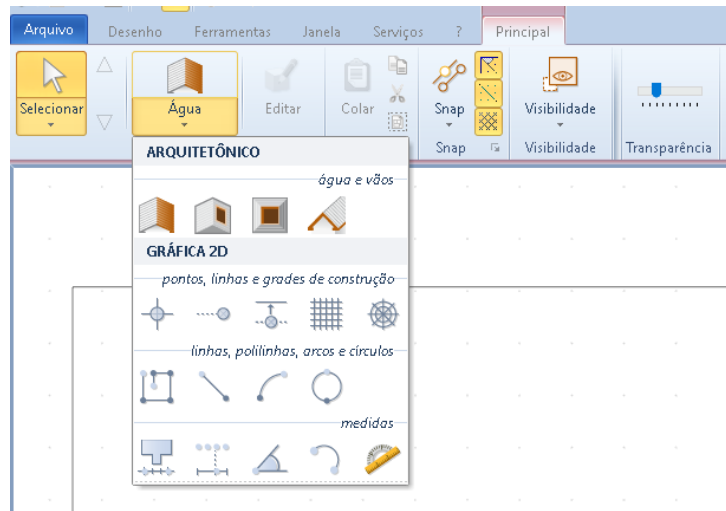 Arquivo Desenho Ferramentas Janela Serviços ? Principal
Selecionar Água Editar Colar Snap Visibilidade
Snap Visibilidade Transparência
ARQUITETÔNICO
água e vãos
GRÁFICA 2D
pontos, linhas e grades de construção
linhas, polilinhas, arcos e círculos
medidas